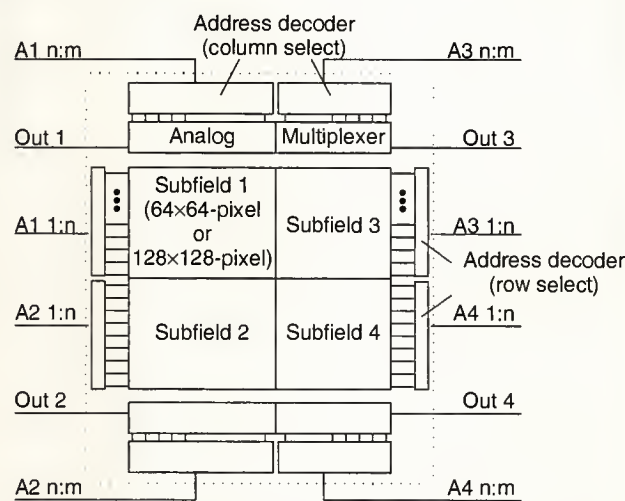 Address decoder
(column select)
A1 n:m
A3 n:m
Out 1
Analog
Multiplexer
Out 3
Subfield 1
(64×64-pixel
or
128×128-pixel)
Subfield 3
A1 1:n
A3 1:n
Address decoder
(row select)
A2 1:n
Subfield 2
Subfield 4
A4 1:n
Out 2
Out 4
A2 n:m
A4 n:m